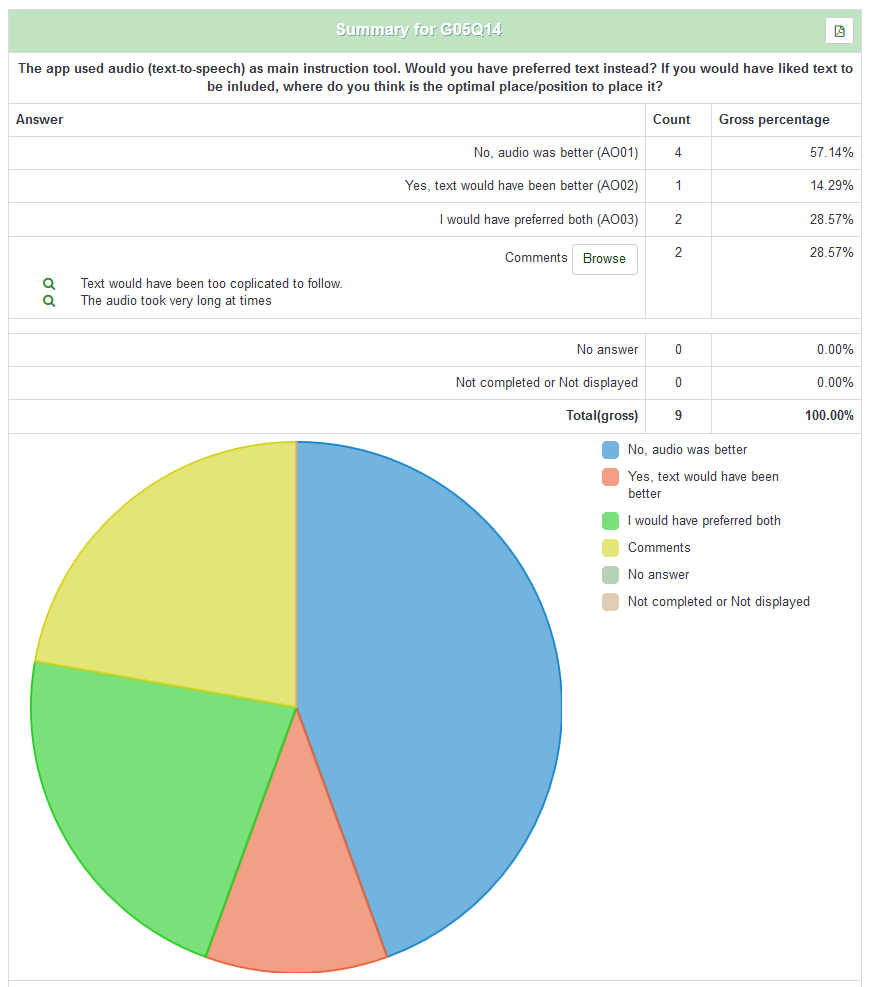 Summary for G05Q14
The app used audio (text-to-speech) as main instruction tool. Would you have preferred text instead? If you would have liked text to
be inluded, where do you think is the optimal place/position to place it?
Answer Count Gross percentage
No, audio was better (AO01) 4 57.14%
Yes, text would have been better (AO02) 1 14.29%
I would have preferred both (AO03) 2 28.57%
Comments Browse 2 28.57%
Text would have been too coplicated to follow.
The audio took very long at times
No answer 0 0.00%
Not completed or Not displayed 0 0.00%
Total(gross) 9 100.00%
No, audio was better
Yes, text would have been
better
I would have preferred both
Comments
No answer
Not completed or Not displayed